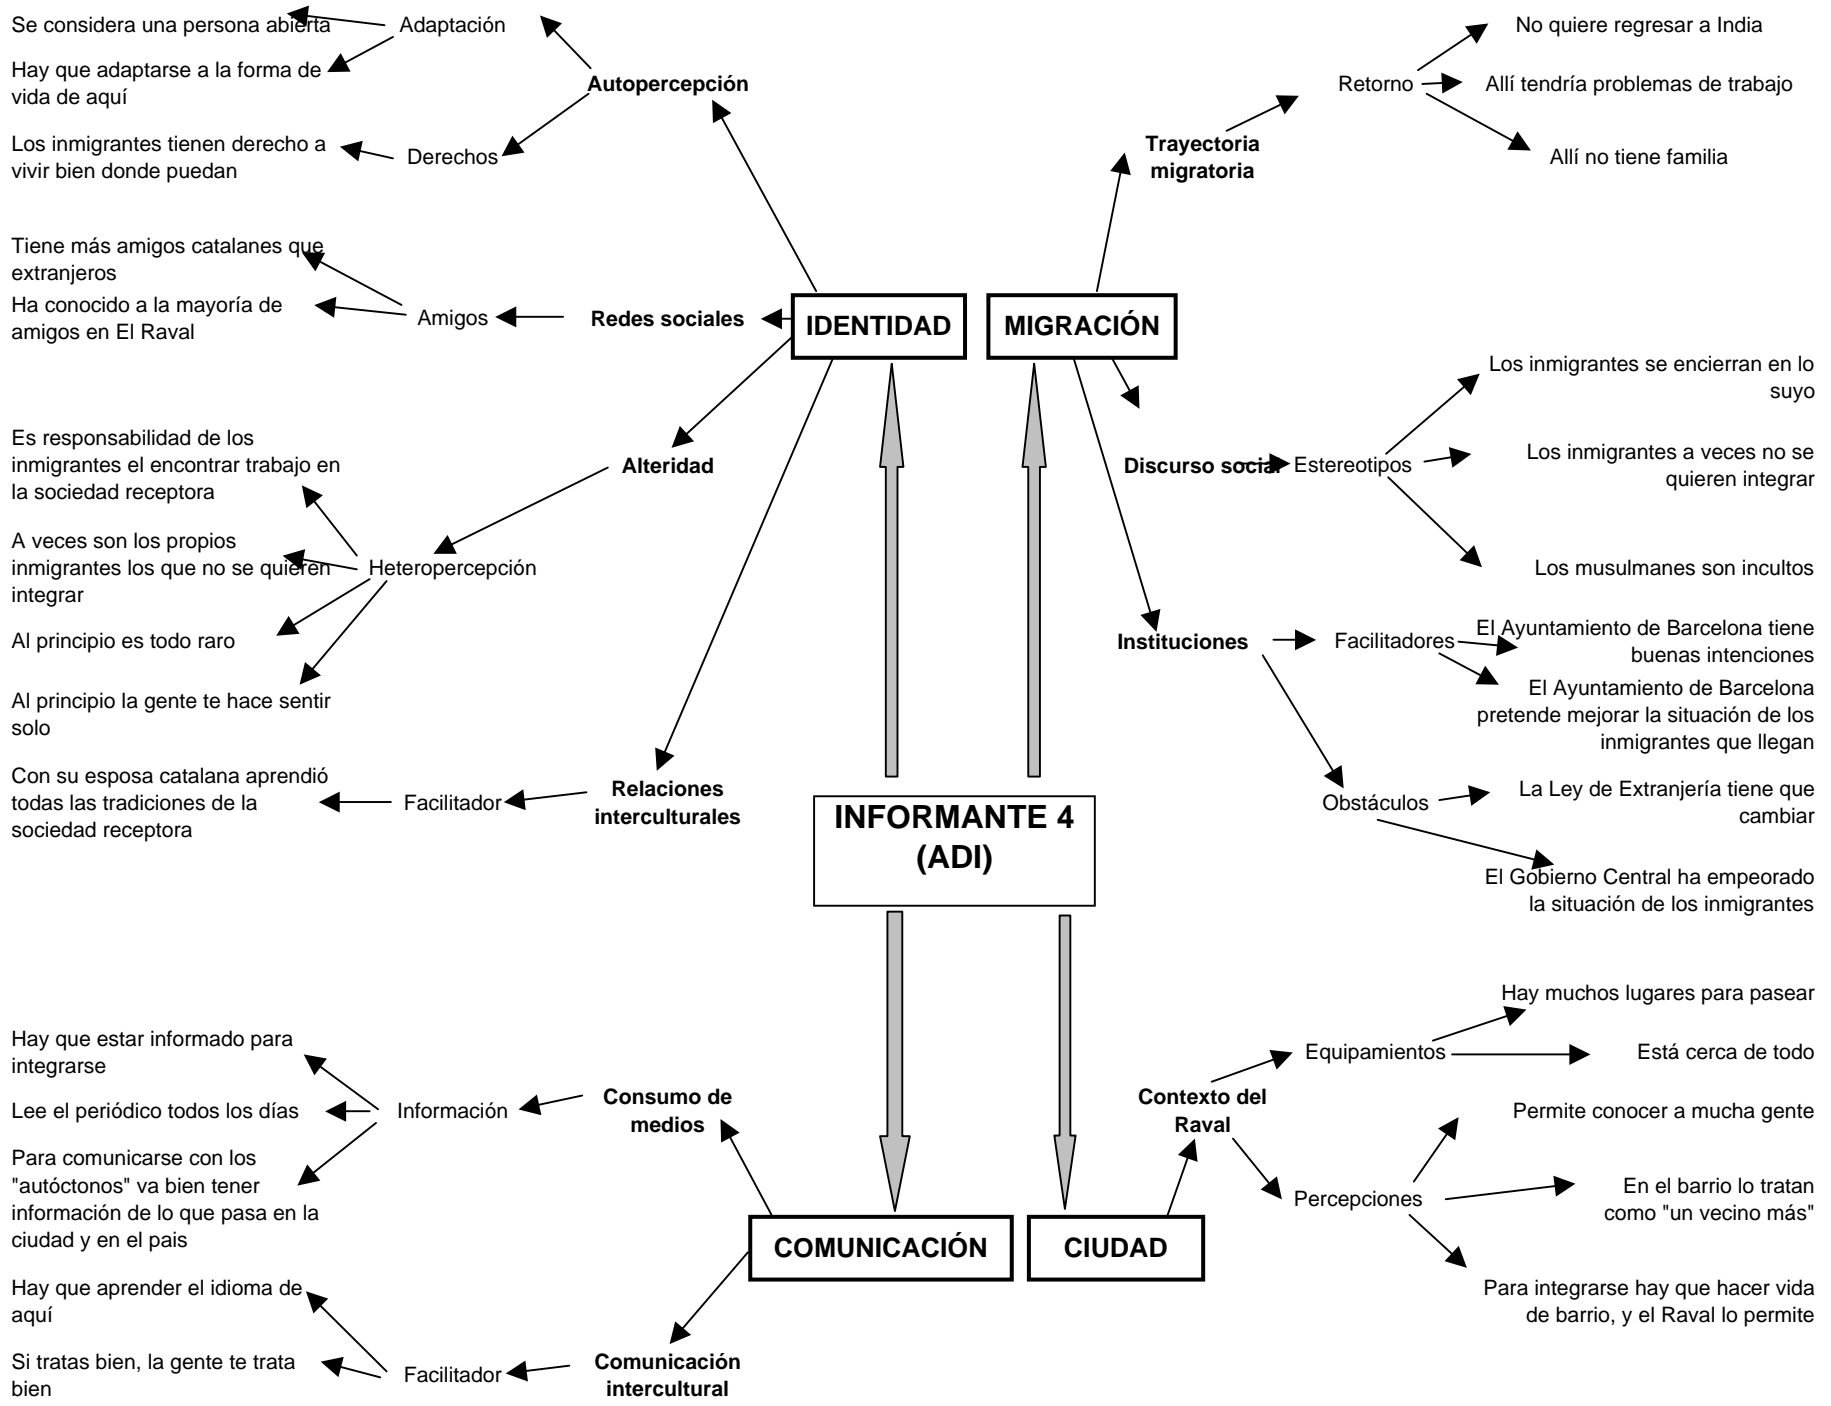 Se considera una persona abierta
Adaptación
Hay que adaptarse a la forma de
vida de aquí
Autopercepción
Los inmigrantes tienen derecho a
vivir bien donde puedan
Derechos
Tiene más amigos catalanes que
extranjeros
Ha conocido a la mayoría de
amigos en El Raval
Amigos
Redes sociales
IDENTIDAD
Es responsabilidad de los
inmigrantes el encontrar trabajo en
la sociedad receptora
Alteridad
A veces son los propios
inmigrantes los que no se quieren
integrar
Heteropercepción
Al principio es todo raro
Al principio la gente te hace sentir
solo
Con su esposa catalana aprendió
todas las tradiciones de la
sociedad receptora
Facilitador
Relaciones
interculturales
No quiere regresar a India
Retorno
Allí tendría problemas de trabajo
Trayectoria
migratoria
Allí no tiene familia
MIGRACIÓN
Los inmigrantes se encierran en lo
suyo
Discurso social
Estereotipos
Los inmigrantes a veces no se
quieren integrar
Los musulmanes son incultos
Instituciones
Facilitadores
El Ayuntamiento de Barcelona tiene
buenas intenciones
El Ayuntamiento de Barcelona
pretende mejorar la situación de los
inmigrantes que llegan
Obstáculos
La Ley de Extranjería tiene que
cambiar
El Gobierno Central ha empeorado
la situación de los inmigrantes
INFORMANTE 4
(ADI)
Hay que estar informado para
integrarse
Lee el periódico todos los días
Información
Consumo de
medios
Para comunicarse con los
"autóctonos" va bien tener
información de lo que pasa en la
ciudad y en el pais
COMUNICACIÓN
Hay que aprender el idioma de
aquí
Si tratas bien, la gente te trata
bien
Facilitador
Comunicación
intercultural
Hay muchos lugares para pasear
Equipamientos
Está cerca de todo
Contexto del
Raval
Permite conocer a mucha gente
Percepciones
En el barrio lo tratan
como "un vecino más"
CIUDAD
Para integrarse hay que hacer vida
de barrio, y el Raval lo permite